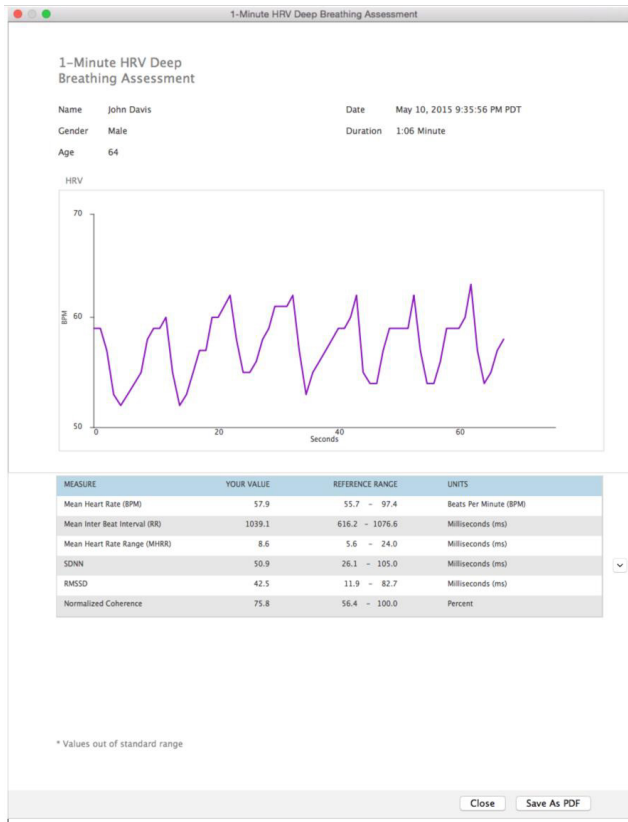 1-Minute HRV Deep Breathing Assessment
1-Minute HRV Deep
Breathing Assessment
Name John Davis Date May 10, 2015 9:35:56 PM PDT
Gender Male Duration 1:06 Minute
Age 64
HRV
70
60
BPM
50
0 20 40 60
Seconds
MEASURE YOUR VALUE REFERENCE RANGE UNITS
Mean Heart Rate (BPM) 57.9 55.7 – 97.4 Beats Per Minute (BPM)
Mean Inter Beat Interval (RR) 1039.1 616.2 – 1076.6 Milliseconds (ms)
Mean Heart Rate Range (MHRR) 8.6 5.6 – 24.0 Milliseconds (ms)
SDNN 50.9 26.1 – 105.0 Milliseconds (ms)
RMSSD 42.5 11.9 – 82.7 Milliseconds (ms)
Normalized Coherence 75.8 56.4 – 100.0 Percent
* Values out of standard range
Close Save As PDF